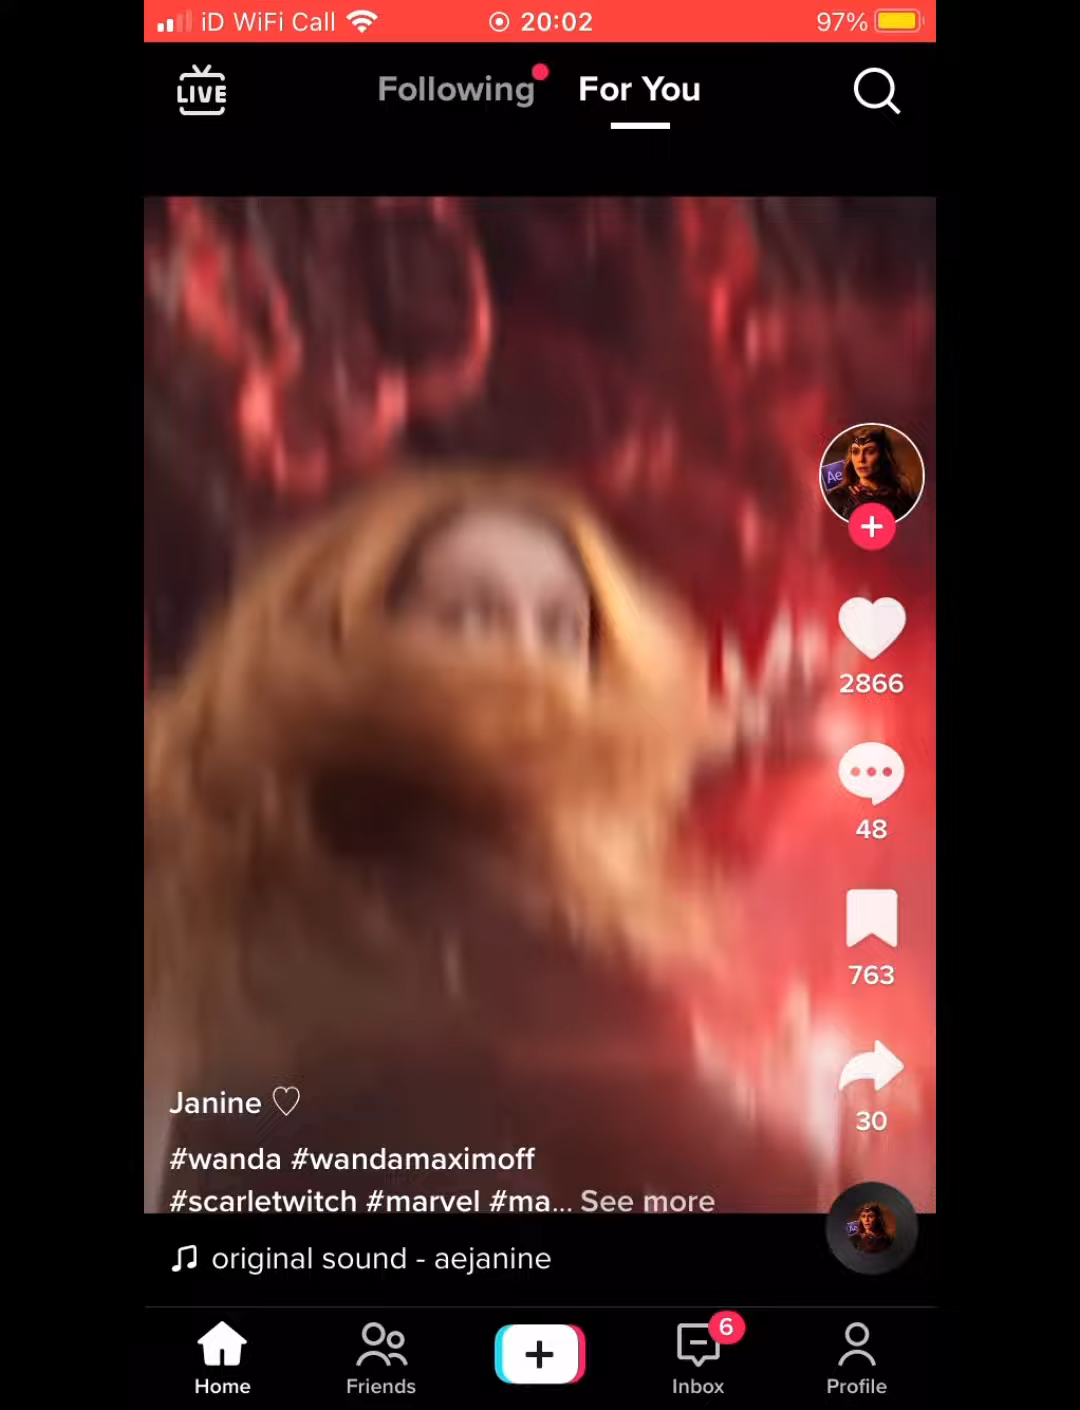 iD WiFi Call 20:02 97%
LIVE Following For You
Ae
2866
48
763
30
Janine ♡
#wanda #wandamaximoff
#scarletwitch #marvel #ma... See more
original sound - aejanine
6
Home Friends Inbox Profile